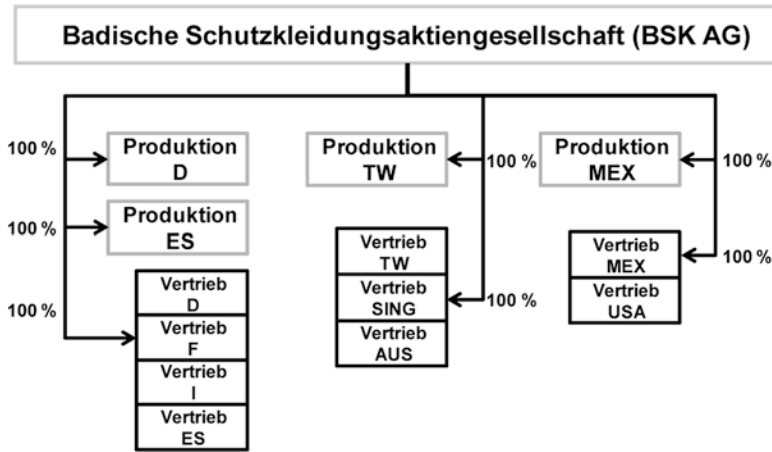 Badische Schutzkleidungsaktiengesellschaft (BSK AG)
100 %
Produktion
D
100 %
Produktion
ES
100 %
Vertrieb
D
Vertrieb
F
Vertrieb
I
Vertrieb
ES
Produktion
TW
100 %
Vertrieb
TW
Vertrieb
SING
Vertrieb
AUS
100 %
Produktion
MEX
100 %
Vertrieb
MEX
Vertrieb
USA
100 %